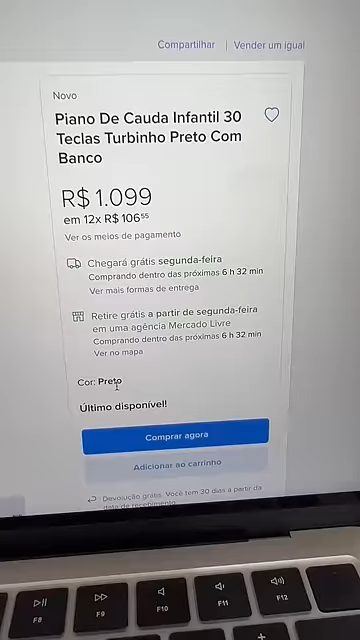 Compartilhar | Vender um igual
Novo
Piano De Cauda Infantil 30
Teclas Turbinho Preto Com
Banco
R$ 1.099
em 12x R$ 106⁵⁵
Ver os meios de pagamento
Chegará grátis segunda-feira
Comprando dentro das próximas 6 h 32 min
Ver mais formas de entrega
Retire grátis a partir de segunda-feira
em uma agência Mercado Livre
Comprando dentro das próximas 6 h 32 min
Ver no mapa
Cor: Preto
Último disponível!
Comprar agora
Adicionar ao carrinho
Devolução grátis. Você tem 30 dias a partir da
data de recebimento.
F8
F9
F10
F11
F12